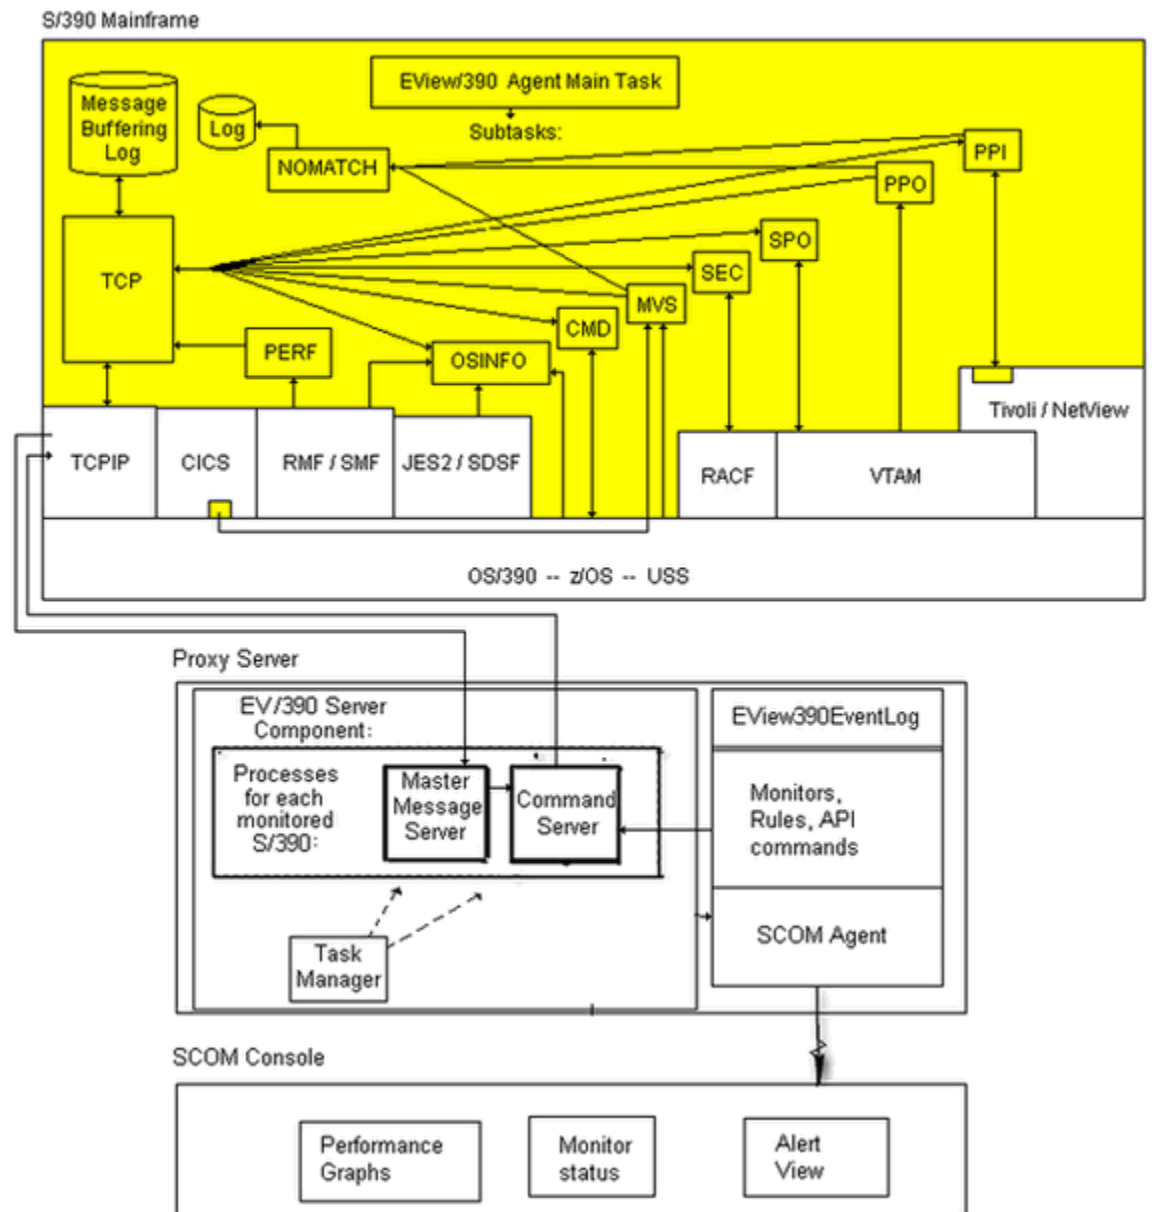 S/390 Mainframe
EView/390 Agent Main Task
Subtasks:
Message
Buffering
Log
Log
NOMATCH
PPI
PPO
SPO
SEC
MVS
CMD
TCP
PERF
OSINFO
Tivoli / NetView
TCPIP
CICS
RMF / SMF
JES2 / SDSF
RACF
VTAM
OS/390 -- z/OS -- USS
Proxy Server
EV/390 Server
Component:
Processes
for each
monitored
S/390:
Master
Message
Server
Command
Server
Task
Manager
EView390EventLog
Monitors,
Rules, API
commands
SCOM Agent
SCOM Console
Performance
Graphs
Monitor
status
Alert
View